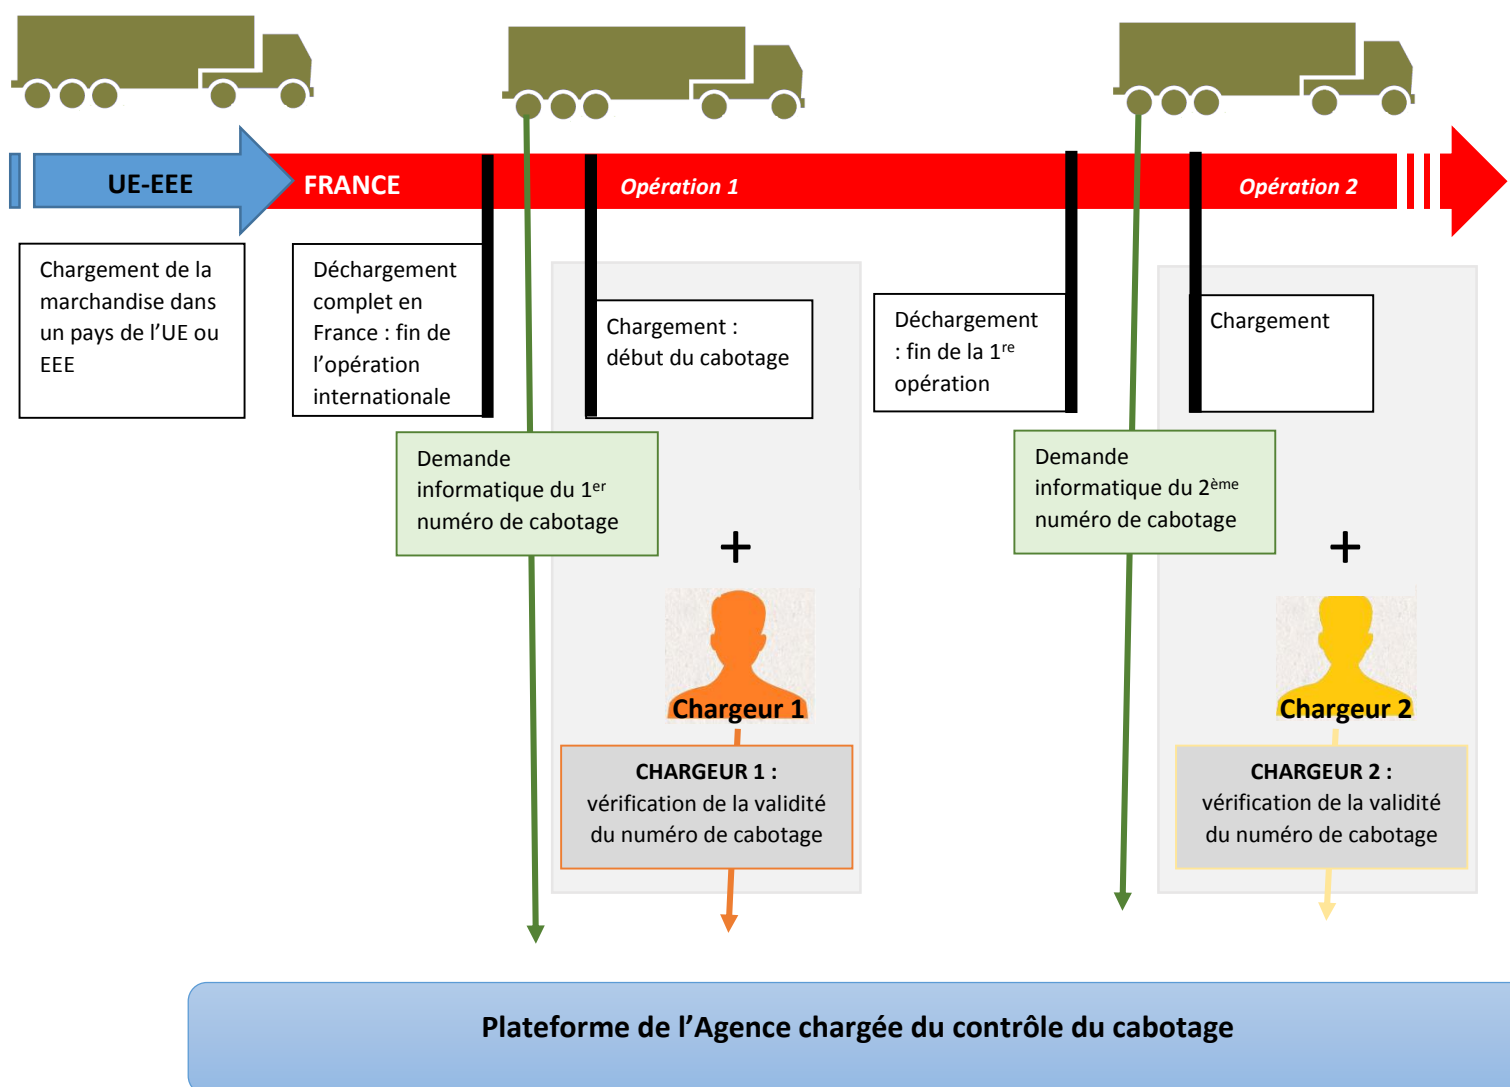 UE-EEE
FRANCE
Opération 1
Opération 2
Chargement de la
marchandise dans
un pays de l’UE ou
EEE
Déchargement
complet en
France : fin de
l’opération
internationale
Chargement :
début du cabotage
Déchargement
: fin de la 1re
opération
Chargement
Demande
informatique du 1er
numéro de cabotage
Demande
informatique du 2ème
numéro de cabotage
+
+
Chargeur 1
Chargeur 2
CHARGEUR 1 :
vérification de la validité
du numéro de cabotage
CHARGEUR 2 :
vérification de la validité
du numéro de cabotage
Plateforme de l’Agence chargée du contrôle du cabotage